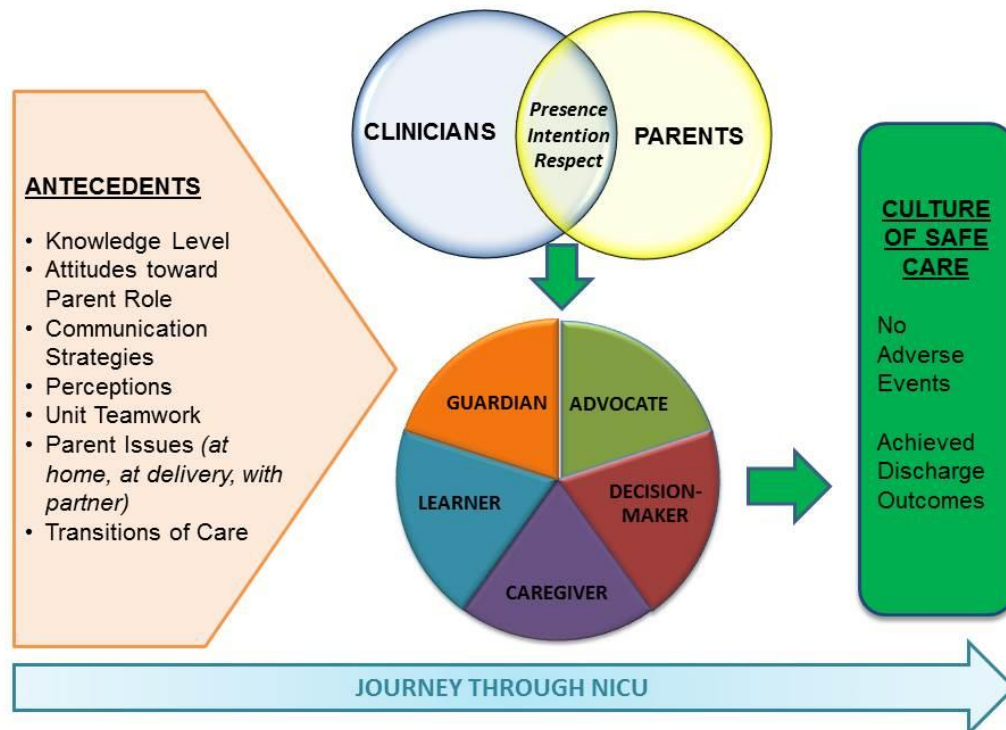 ANTECEDENTS
• Knowledge Level
• Attitudes toward
Parent Role
• Communication
Strategies
• Perceptions
• Unit Teamwork
• Parent Issues (at
home, at delivery, with
partner)
• Transitions of Care
CLINICIANS
Presence
Intention
Respect
PARENTS
GUARDIAN
ADVOCATE
LEARNER
DECISION-
MAKER
CAREGIVER
CULTURE
OF SAFE
CARE
No
Adverse
Events
Achieved
Discharge
Outcomes
JOURNEY THROUGH NICU